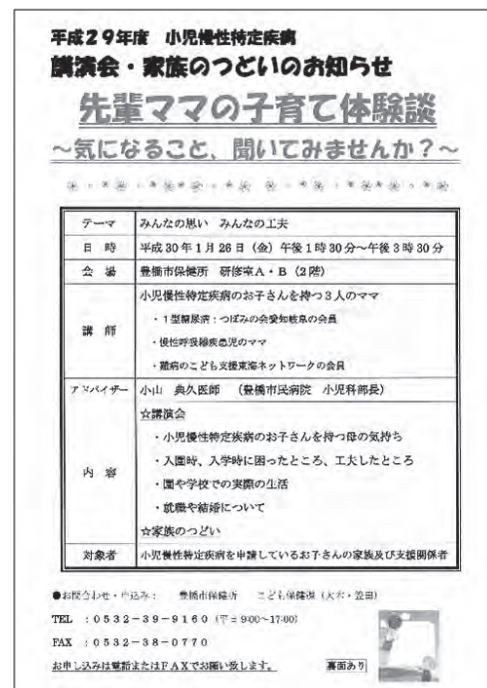 平成29年度 小児慢性特定疾病
講演会・家族のつどいのお知らせ
先輩ママの子育て体験談
～気になること、聞いてみませんか？～
テーマ みんなの思い みんなの工夫
日 時 平成30年1月26日（金）午後1時30分～午後3時30分
会 場 豊橋市保健所 研修室A・B（2階）
講 師 小児慢性特定疾病のお子さんを持つ3人のママ
・1型糖尿病：つぼみの会愛知岐阜の会員
・慢性呼吸器疾患児のママ
・難病のこども支援東海ネットワークの会員
アドバイザー 小山 典久医師 （豊橋市民病院 小児科部長）
内 容 ☆講演会
・小児慢性特定疾病のお子さんを持つ母の気持ち
・入園時、入学時に困ったところ、工夫したところ
・園や学校での実際の生活
・就職や結婚について
☆家族のつどい
対象者 小児慢性特定疾病を申請しているお子さんの家族及び支援関係者
●お問合わせ・申込み： 豊橋市保健所 こども保健課
TEL ：0532-39-9160 9:00～17:00)
FAX ：0532-38-0770
お申し込みは電話またはFAXでお願い致します。 裏面あり